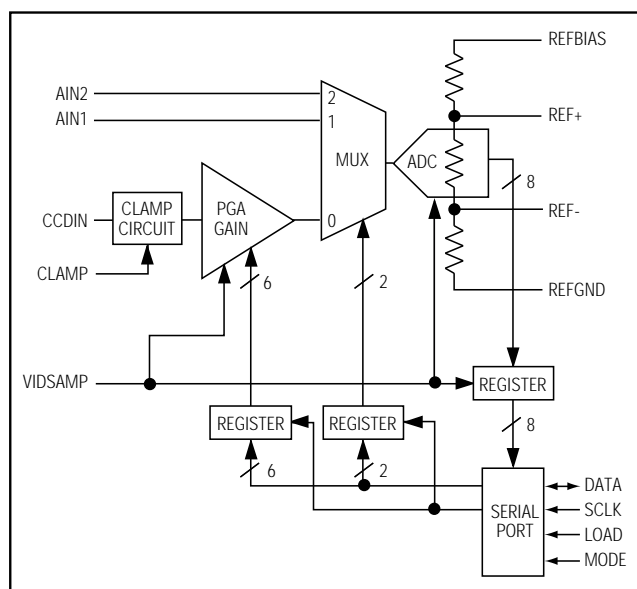 REFBIAS
AIN2
2
REF+
AIN1
1
MUX
ADC
8
CLAMP
CIRCUIT
PGA
GAIN
CCDIN
0
REF-
CLAMP
6
2
REFGND
VIDSAMP
REGISTER
REGISTER
REGISTER
8
6
2
DATA
SERIAL
PORT
SCLK
LOAD
MODE